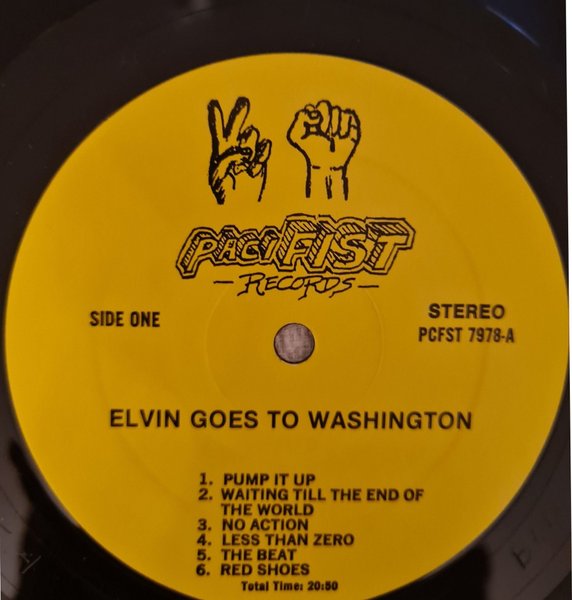 PACIFIST
RECORDS
SIDE ONE
STEREO
PCFST 7978-A
ELVIN GOES TO WASHINGTON
1. PUMP IT UP
2. WAITING TILL THE END OF
THE WORLD
3. NO ACTION
4. LESS THAN ZERO
5. THE BEAT
6. RED SHOES
Total Time: 20:50